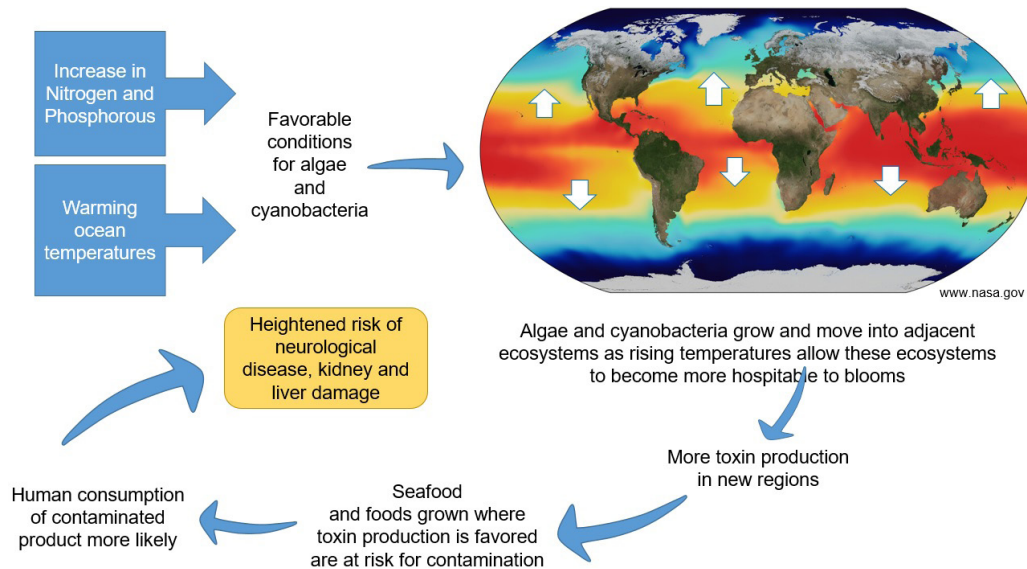 Increase in
Nitrogen and
Phosphorous
Warming
ocean
temperatures
Favorable
conditions
for algae
and
cyanobacteria
www.nasa.gov
Algae and cyanobacteria grow and move into adjacent
ecosystems as rising temperatures allow these ecosystems
to become more hospitable to blooms
More toxin production
in new regions
Seafood
and foods grown where
toxin production is favored
are at risk for contamination
Human consumption
of contaminated
product more likely
Heightened risk of
neurological
disease, kidney and
liver damage